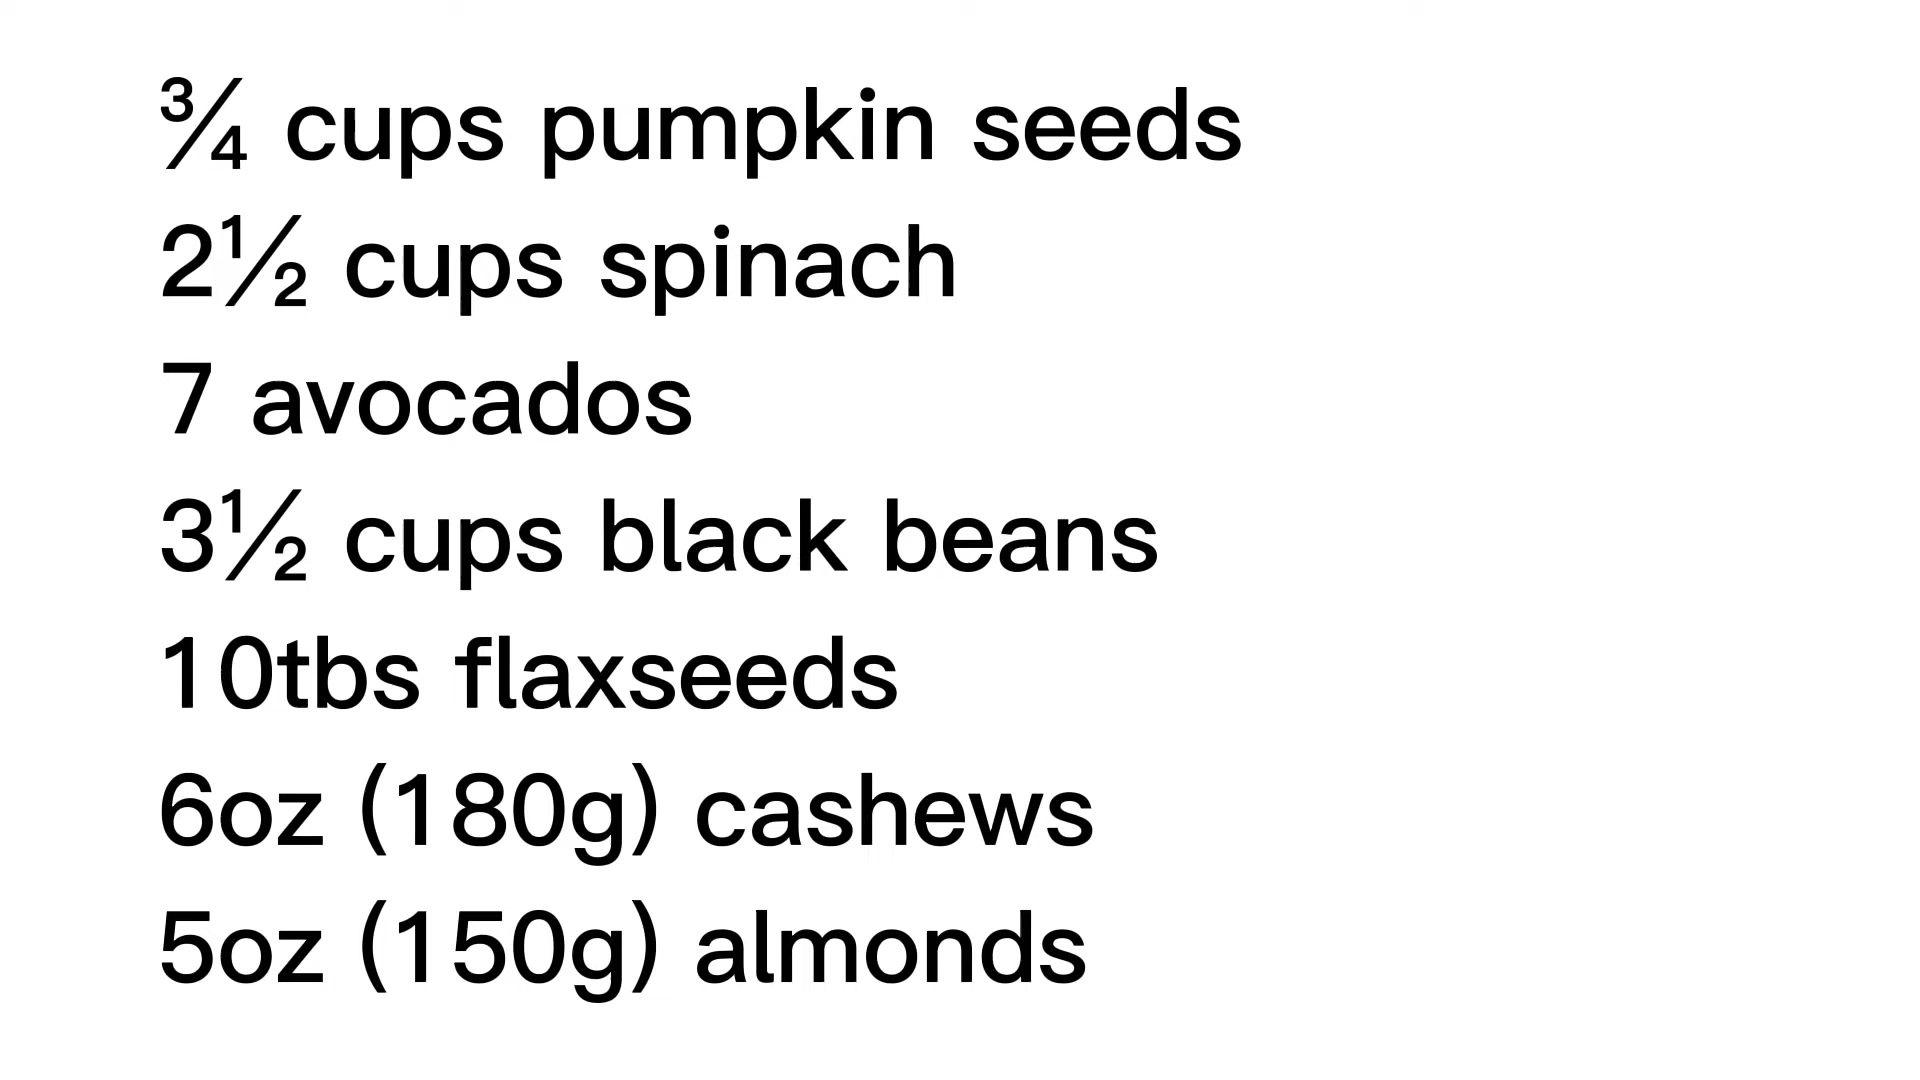 ¾ cups pumpkin seeds
2½ cups spinach
7 avocados
3½ cups black beans
10tbs flaxseeds
6oz (180g) cashews
5oz (150g) almonds